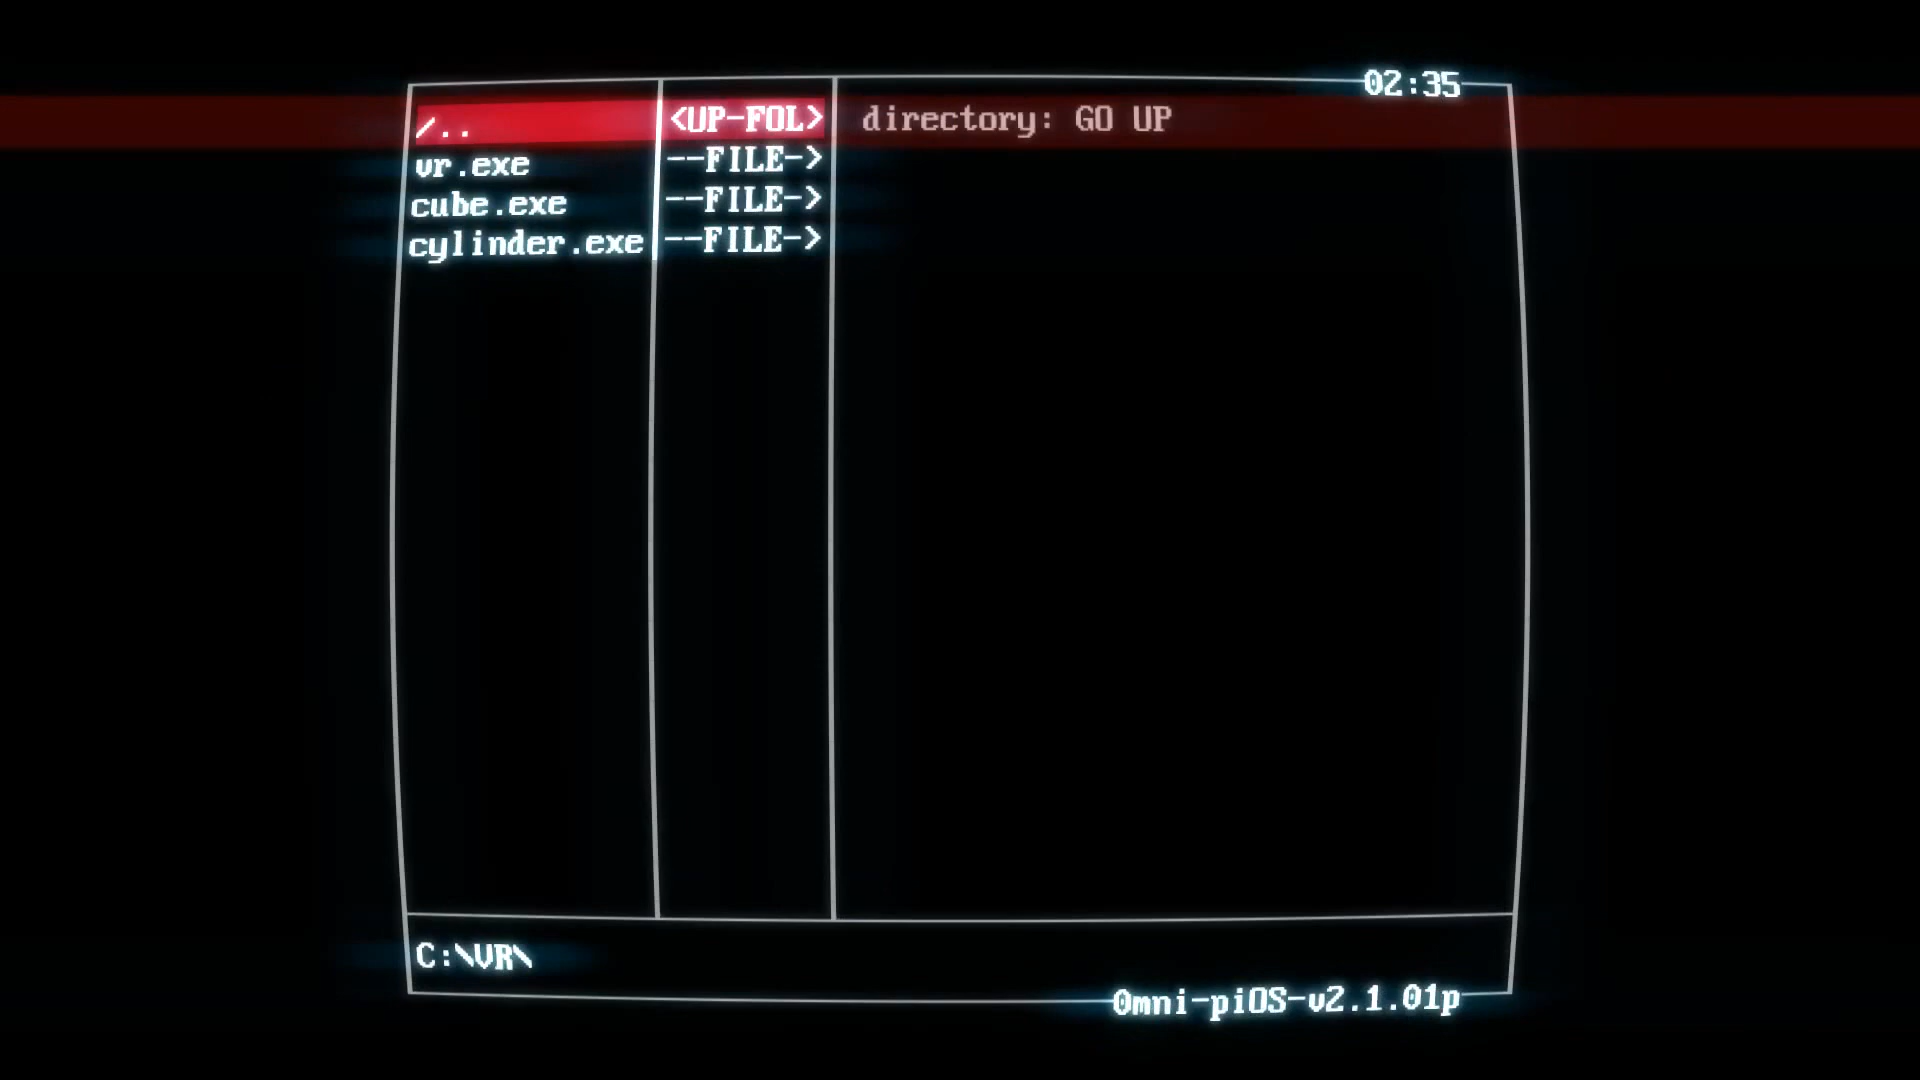 02:35
/.. <UP-FOL> directory: GO UP
vr.exe --FILE->
cube.exe --FILE->
cylinder.exe --FILE->
C:\VR\
0mni-piOS-v2.1.01p